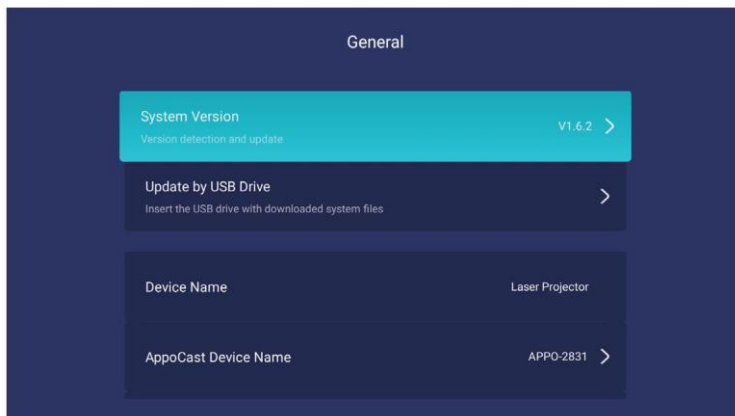 General
System Version
V1.6.2
Version detection and update
Update by USB Drive
Insert the USB drive with downloaded system files
Device Name
Laser Projector
AppoCast Device Name
APPO-2831